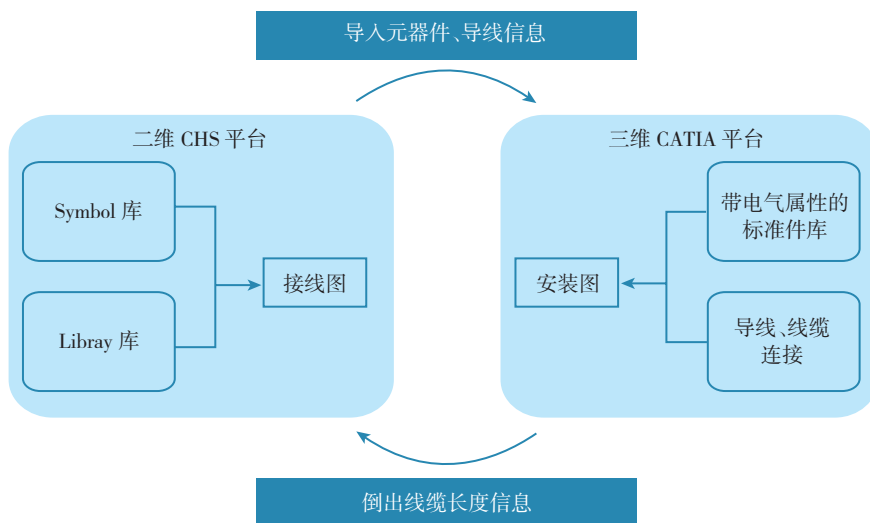 导入元器件、导线信息
二维 CHS 平台
Symbol 库
Libray 库
接线图
三维 CATIA 平台
安装图
带电气属性的
标准件库
导线、线缆
连接
倒出线缆长度信息